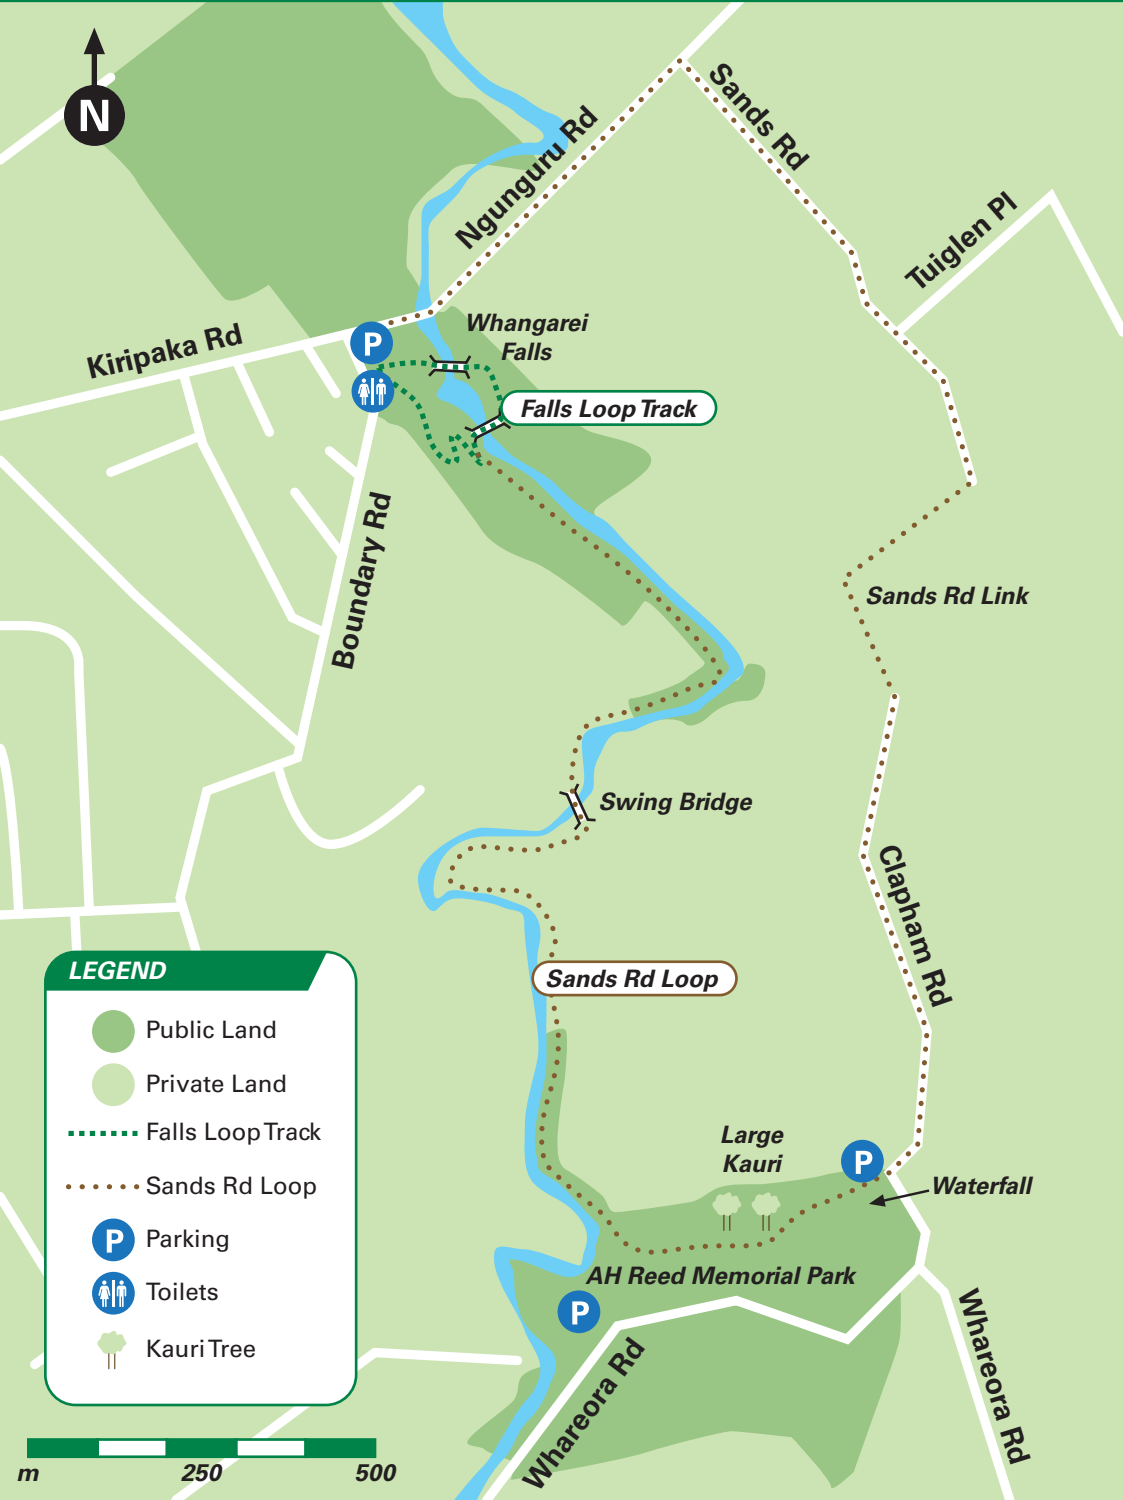 N
Sands Rd
Ngunguru Rd
Tuiglen Pl
Kiripaka Rd
P
Whangarei
Falls
Falls Loop Track
Boundary Rd
Sands Rd Link
Swing Bridge
Clapham Rd
Sands Rd Loop
Large
Kauri
P
Waterfall
AH Reed Memorial Park
P
Whareora Rd
Whareora Rd
LEGEND
Public Land
Private Land
Falls Loop Track
Sands Rd Loop
P Parking
Toilets
Kauri Tree
m 250 500